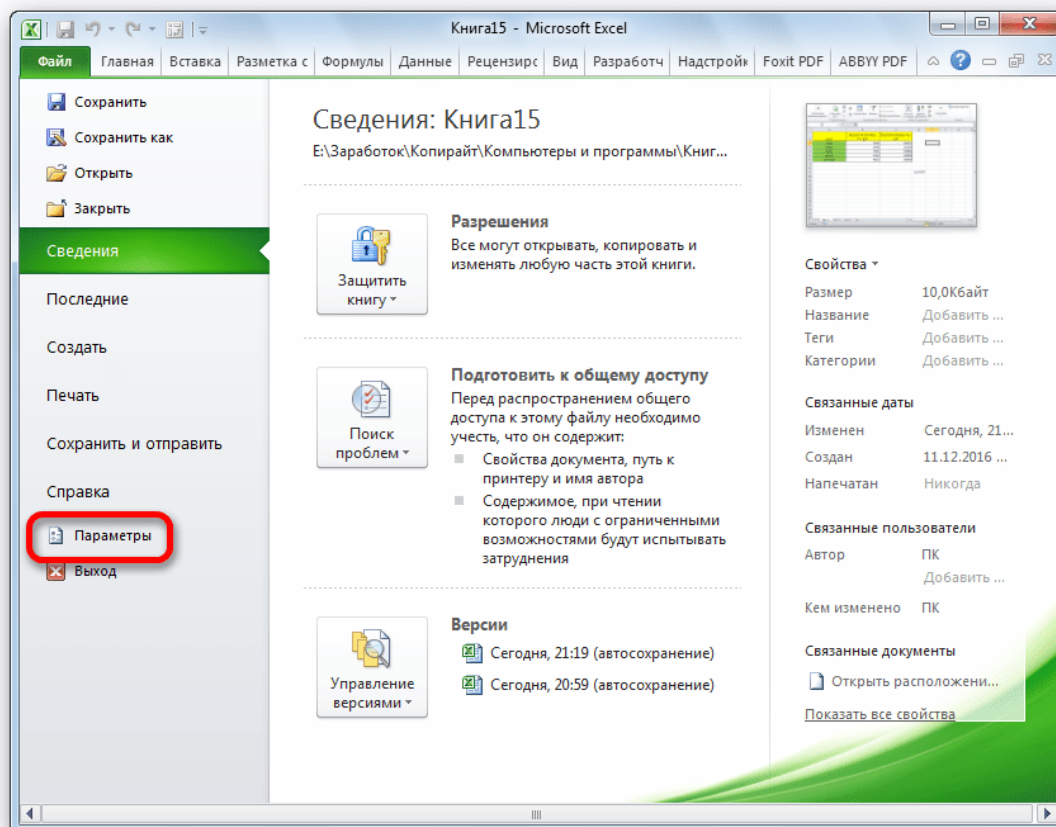 Книга15 - Microsoft Excel
Файл Главная Вставка Разметка с Формулы Данные Рецензирс Вид Разработч Надстройк Foxit PDF ABBYY PDF
Сохранить
Сохранить как
Открыть
Закрыть
Сведения
Последние
Создать
Печать
Сохранить и отправить
Справка
Параметры
Выход
Сведения: Книга15
E:\Заработок\Копирайт\Компьютеры и программы\Книг...
Защитить
книгу
Разрешения
Все могут открывать, копировать и
изменять любую часть этой книги.
Поиск
проблем
Подготовить к общему доступу
Перед распространением общего
доступа к этому файлу необходимо
учесть, что он содержит:
Свойства документа, путь к
принтеру и имя автора
Содержимое, при чтении
которого люди с ограниченными
возможностями будут испытывать
затруднения
Управление
версиями
Версии
Сегодня, 21:19 (автосохранение)
Сегодня, 20:59 (автосохранение)
Свойства
Размер 10,0Кбайт
Название Добавить ...
Теги Добавить ...
Категории Добавить ...
Связанные даты
Изменен Сегодня, 21...
Создан 11.12.2016 ...
Напечатан Никогда
Связанные пользователи
Автор ПК
Добавить ...
Кем изменено ПК
Связанные документы
Открыть расположени...
Показать все свойства